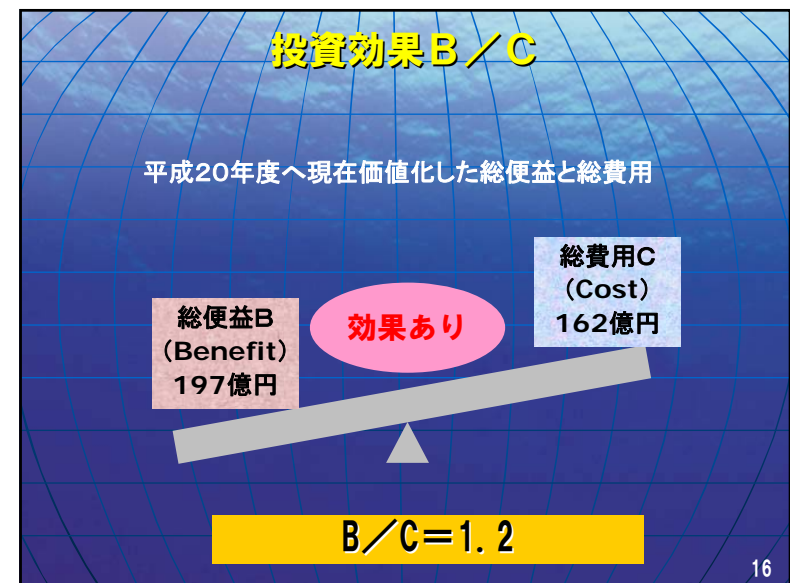 投資効果Ｂ／Ｃ
平成２０年度へ現在価値化した総便益と総費用
総費用Ｃ
（Cost）
162億円
効果あり
総便益Ｂ
（Benefit）
197億円
Ｂ／Ｃ＝１．２
16